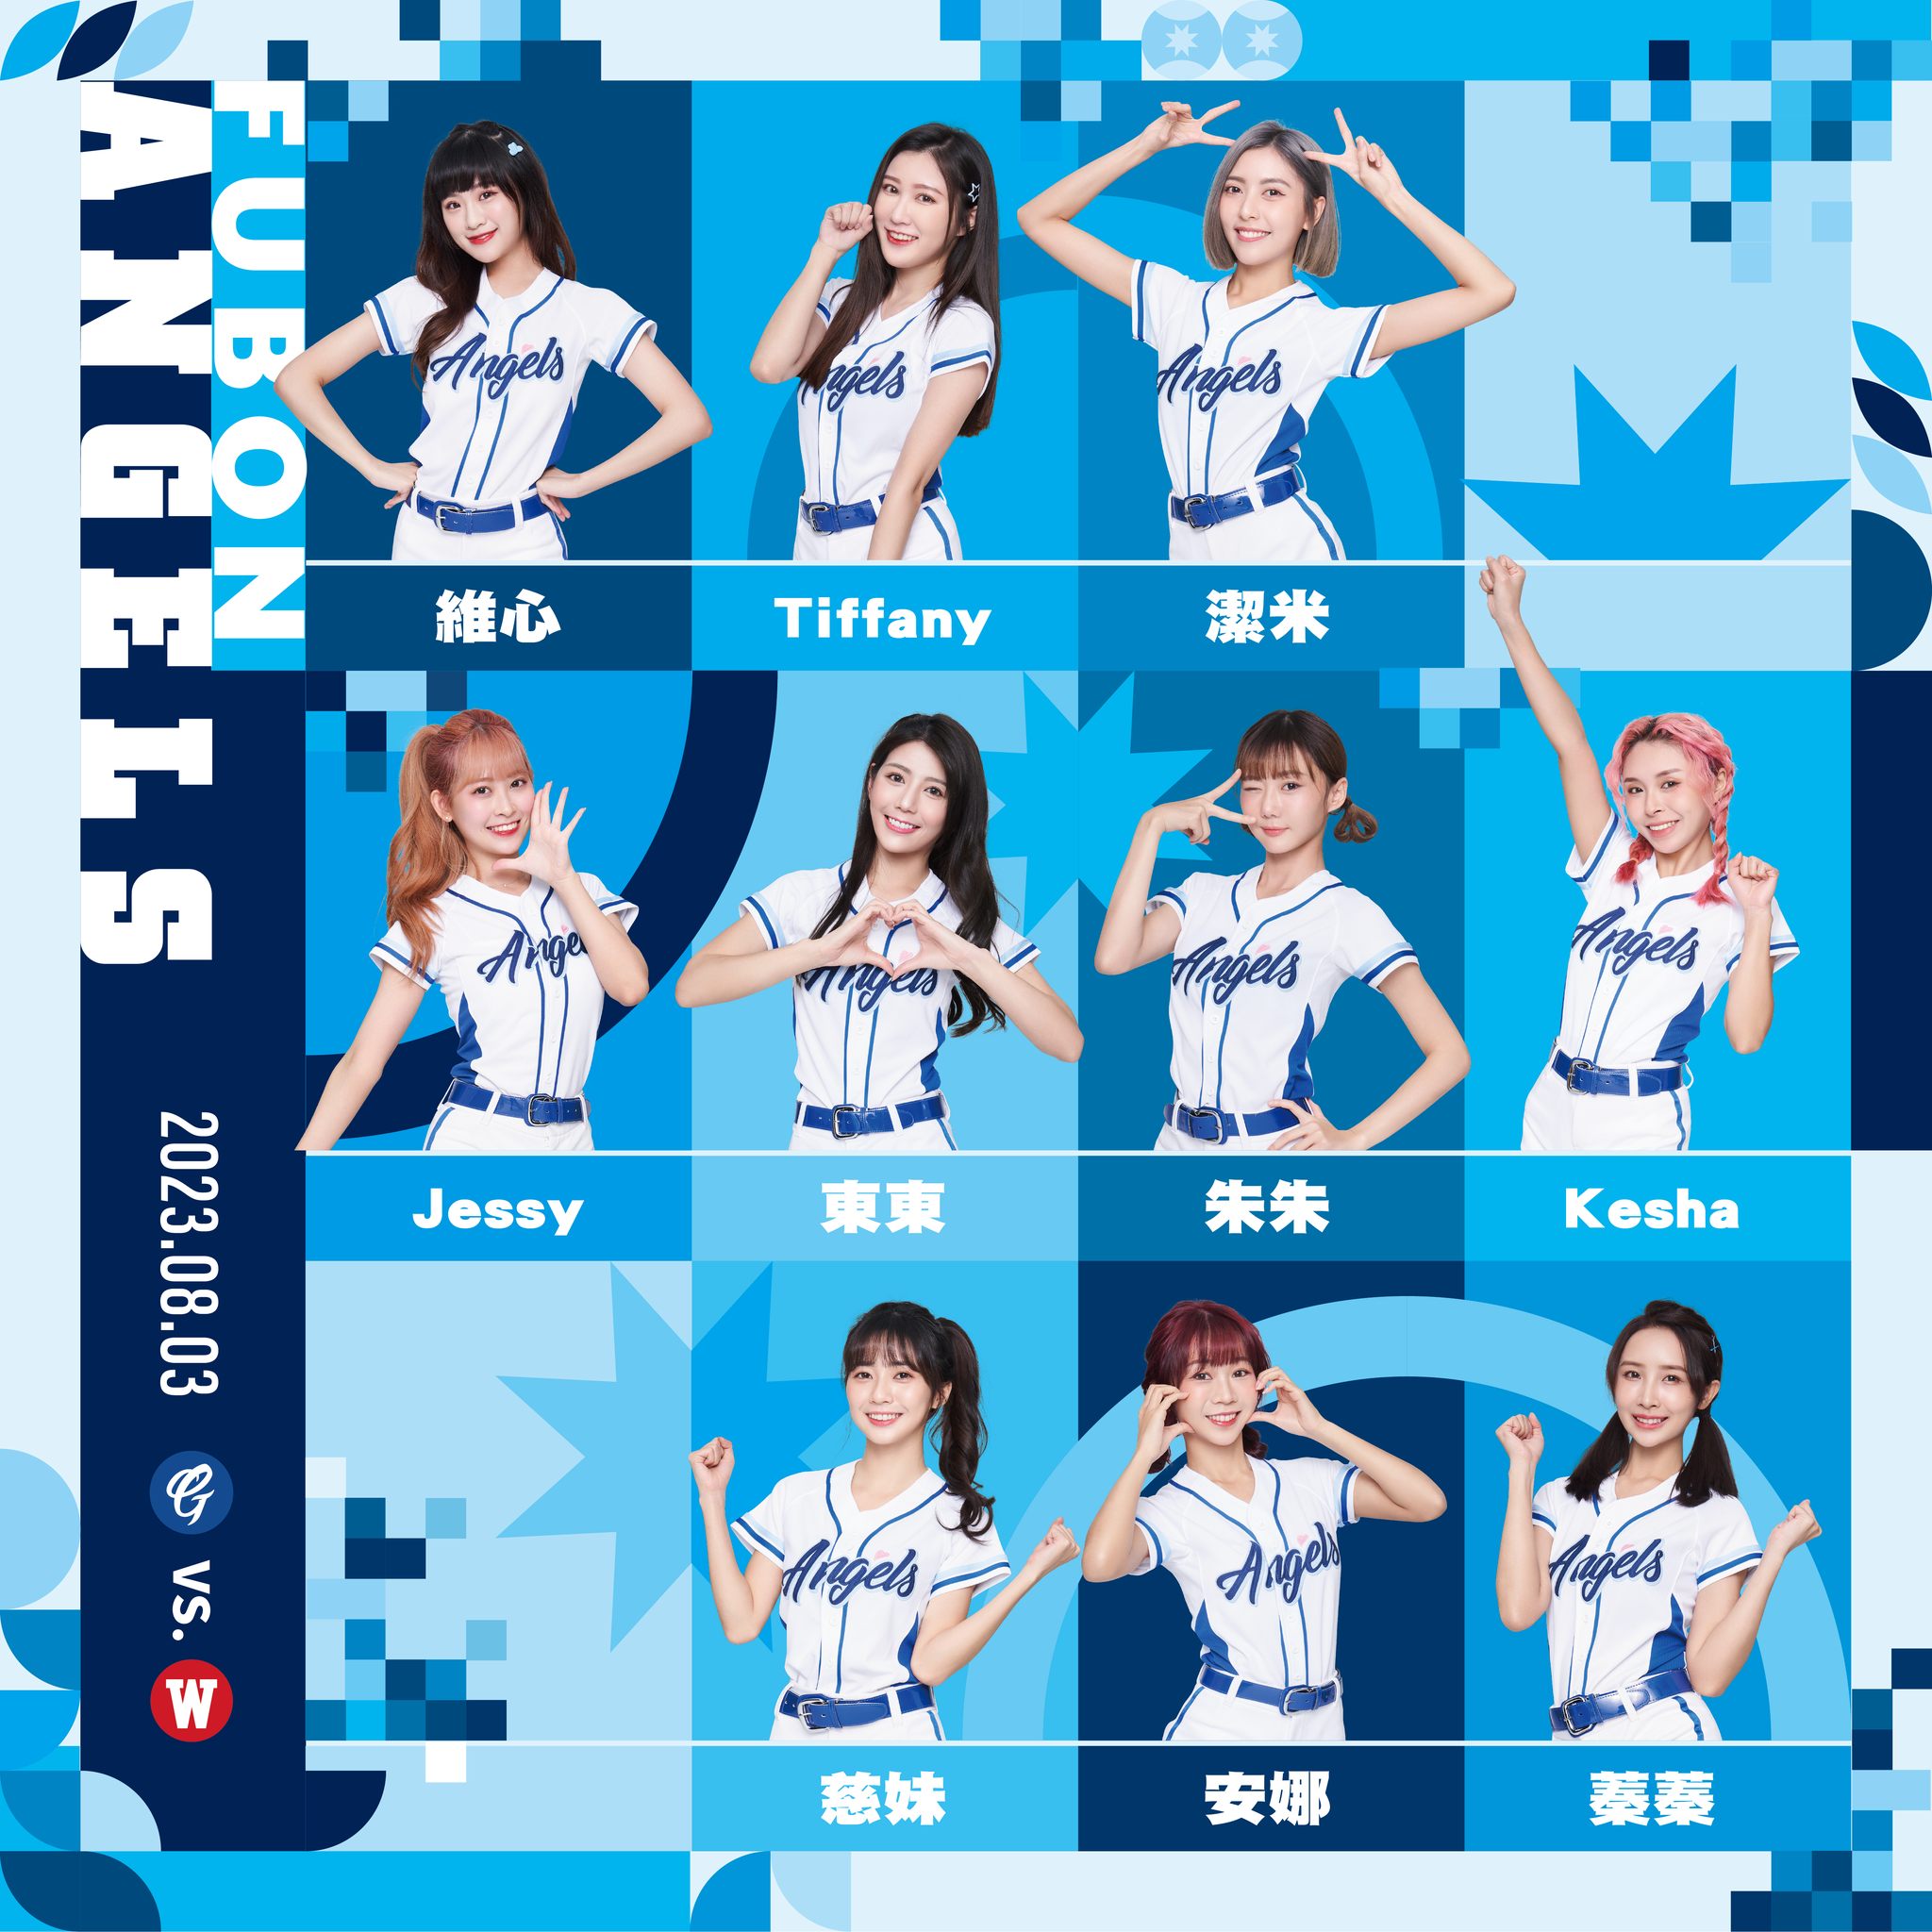 FUBON
ANGELS
2023.08.03
G VS. W
維心
Tiffany
潔米
Jessy
東東
朱朱
Kesha
慈妹
安娜
蓁蓁
Angels
Angels
Angels
Angels
Angels
Angels
Angels
Angels
Angels
Angels